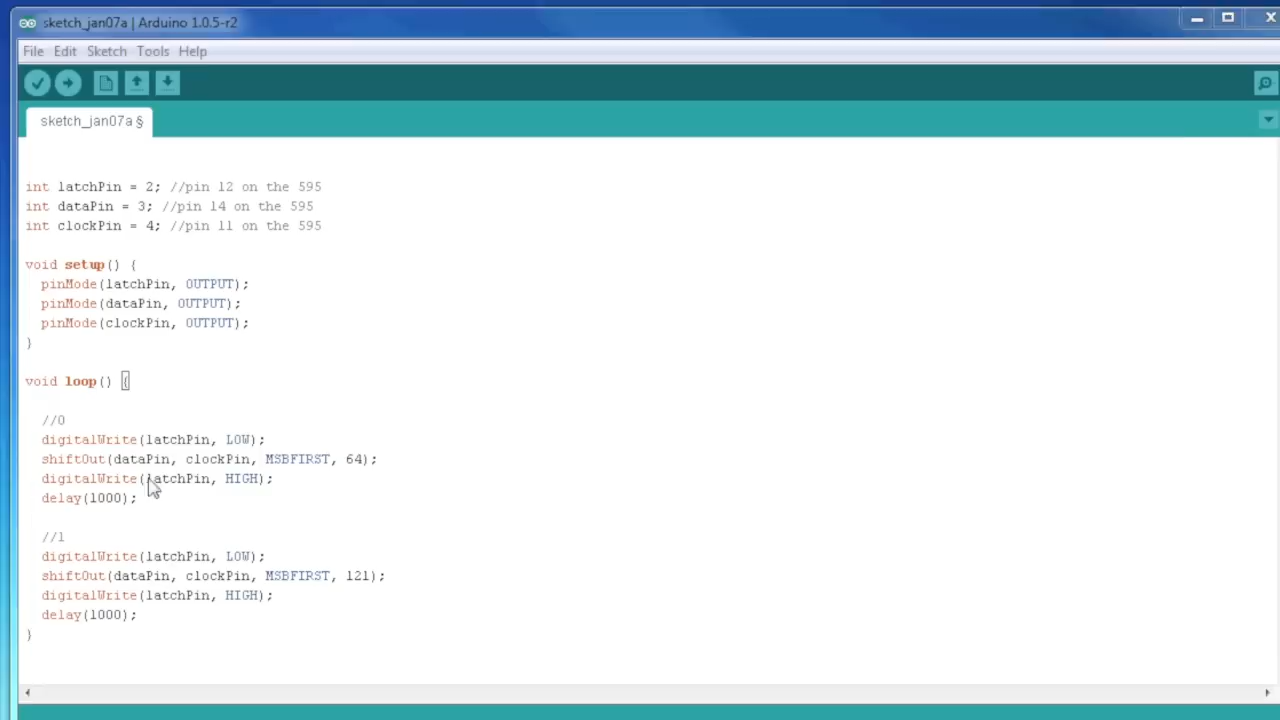 sketch_jan07a | Arduino 1.0.5-r2
File Edit Sketch Tools Help
sketch_jan07a §
int latchPin = 2; //pin 12 on the 595
int dataPin = 3; //pin 14 on the 595
int clockPin = 4; //pin 11 on the 595
void setup() {
pinMode(latchPin, OUTPUT);
pinMode(dataPin, OUTPUT);
pinMode(clockPin, OUTPUT);
}
void loop() {
//0
digitalWrite(latchPin, LOW);
shiftOut(dataPin, clockPin, MSBFIRST, 64);
digitalWrite(latchPin, HIGH);
delay(1000);
//1
digitalWrite(latchPin, LOW);
shiftOut(dataPin, clockPin, MSBFIRST, 121);
digitalWrite(latchPin, HIGH);
delay(1000);
}